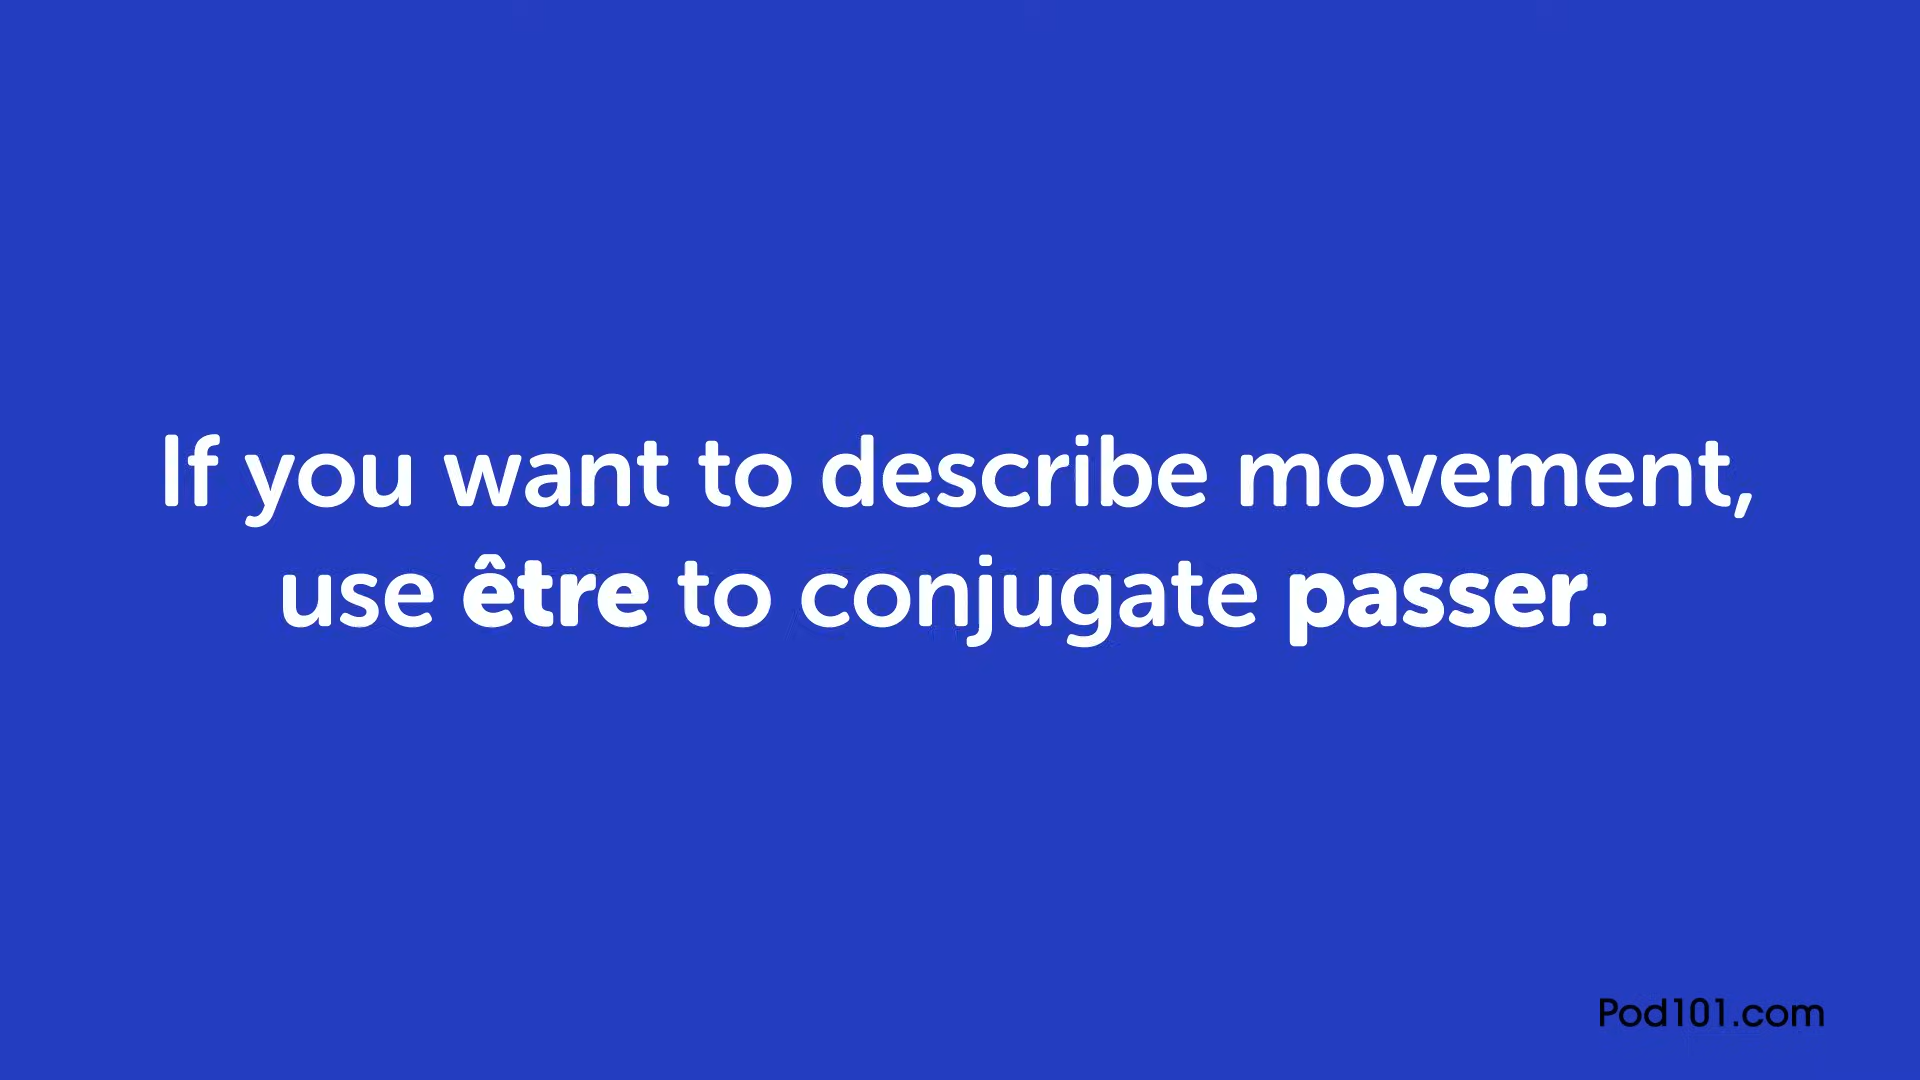 If you want to describe movement,
use être to conjugate passer.
Pod101.com